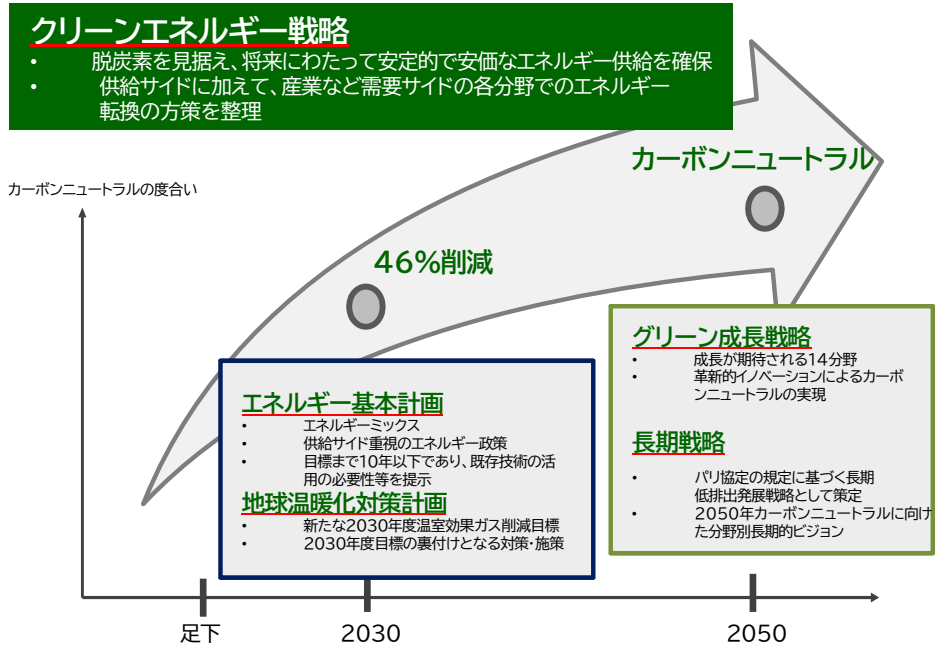 クリーンエネルギー戦略
• 脱炭素を見据え、将来にわたって安定的で安価なエネルギー供給を確保
• 供給サイドに加えて、産業など需要サイドの各分野でのエネルギー
転換の方策を整理
カーボンニュートラル
カーボンニュートラルの度合い
46%削減
エネルギー基本計画
• エネルギーミックス
• 供給サイド重視のエネルギー政策
• 目標まで10年以下であり、既存技術の活
用の必要性等を提示
地球温暖化対策計画
• 新たな2030年度温室効果ガス削減目標
• 2030年度目標の裏付けとなる対策・施策
グリーン成長戦略
• 成長が期待される14分野
• 革新的イノベーションによるカーボ
ンニュートラルの実現
長期戦略
• パリ協定の規定に基づく長期
低排出発展戦略として策定
• 2050年カーボンニュートラルに向け
た分野別長期的ビジョン
足下
2030
2050